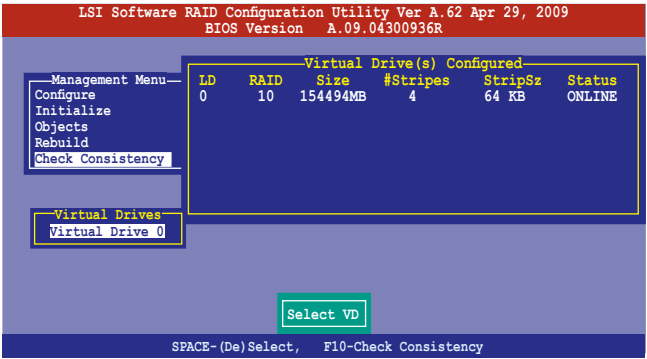 LSI Software RAID Configuration Utility Ver A.62 Apr 29, 2009
BIOS Version A.09.04300936R
Virtual Drive(s) Configured
LD RAID Size #Stripes StripSz Status
0 10 154494MB 4 64 KB ONLINE
Management Menu
Configure
Initialize
Objects
Rebuild
Check Consistency
Virtual Drives
Virtual Drive 0
Select VD
SPACE-(De)Select, F10-Check Consistency